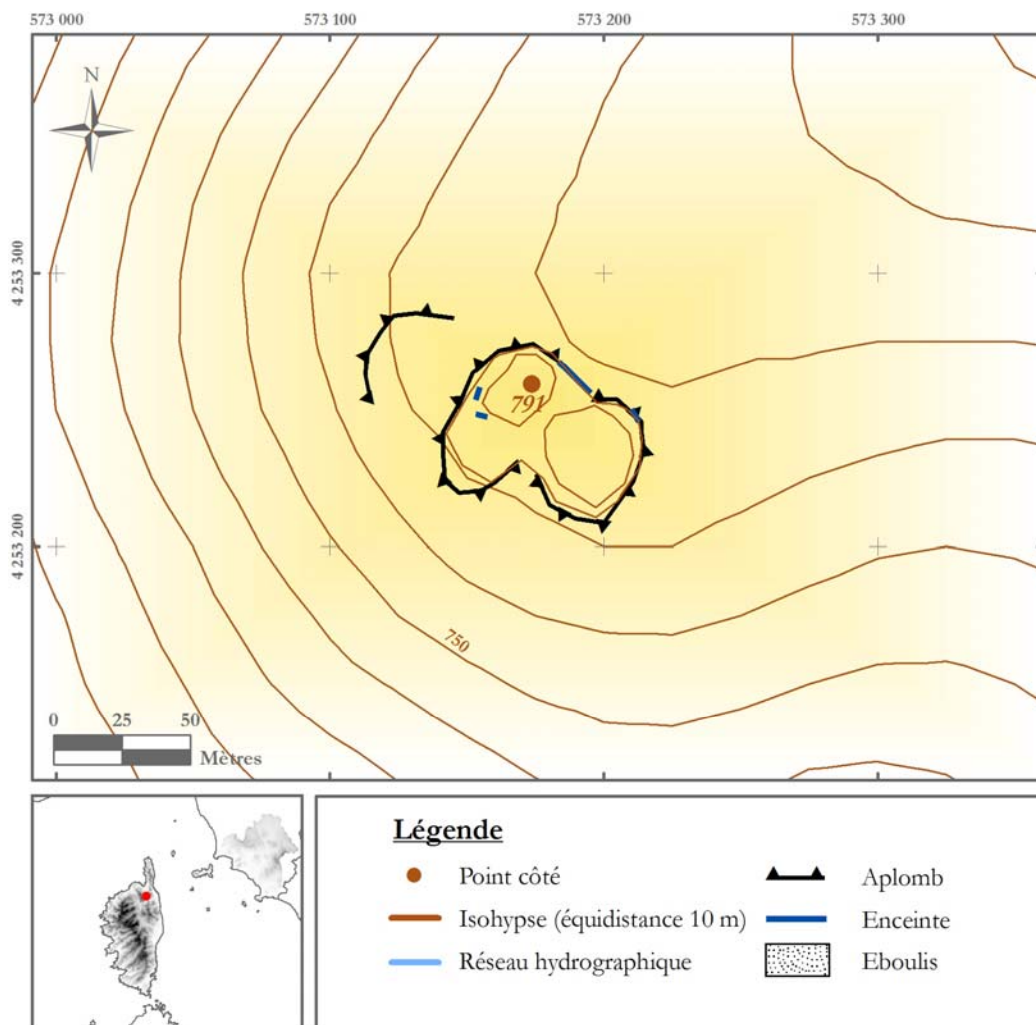 573 000 573 100 573 200 573 300
N
4 253 300
791
4 253 200
750
0 25 50
Mètres
Légende
Point côté
Aplomb
Isohypse (équidistance 10 m)
Enceinte
Réseau hydrographique
Eboulis